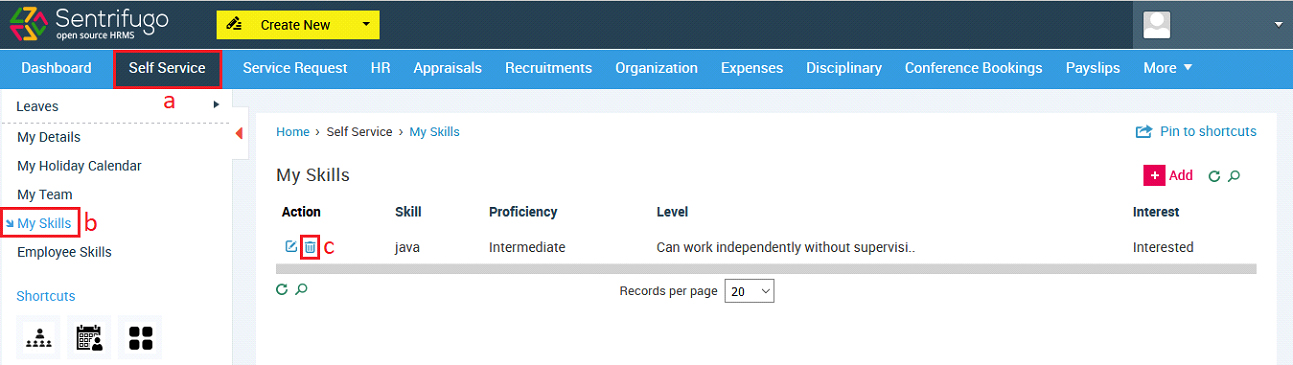 Sentrifugo
open source HRMS
Create New
Dashboard Self Service Service Request HR Appraisals Recruitments Organization Expenses Disciplinary Conference Bookings Payslips More
a
Leaves
My Details
My Holiday Calendar
My Team
My Skills b
Employee Skills
Shortcuts
Home › Self Service › My Skills Pin to shortcuts
My Skills + Add
Action Skill Proficiency Level Interest
c java Intermediate Can work independently without supervisi.. Interested
Records per page 20